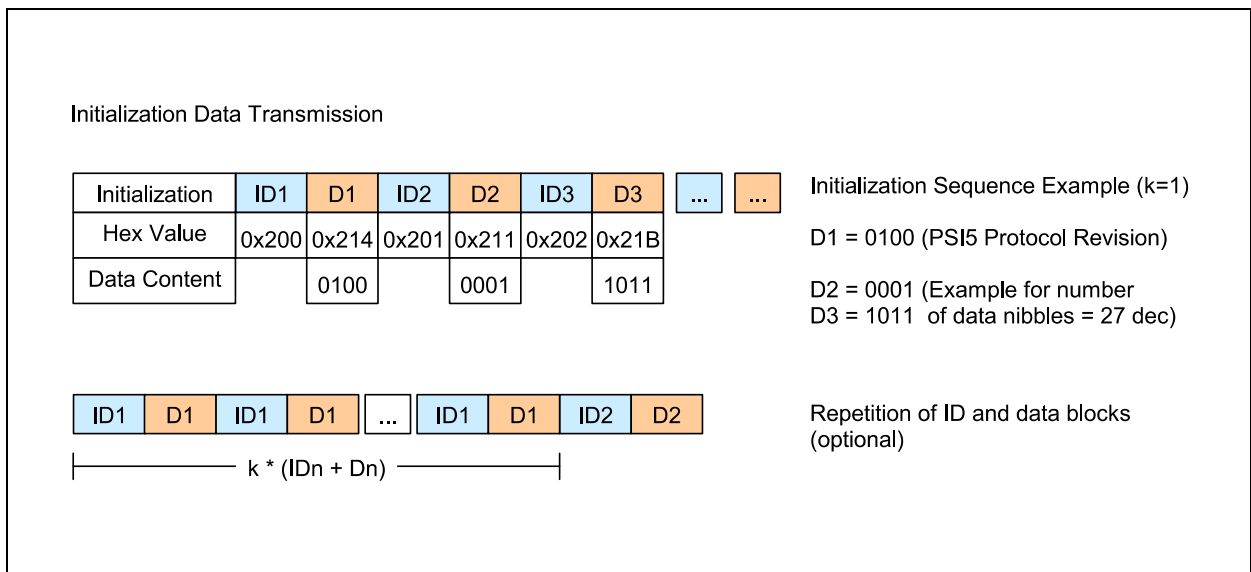 Initialization Data Transmission
Initialization ID1 D1 ID2 D2 ID3 D3 ... ...
Hex Value 0x200 0x214 0x201 0x211 0x202 0x21B
Data Content 0100 0001 1011
Initialization Sequence Example (k=1)
D1 = 0100 (PSI5 Protocol Revision)
D2 = 0001 (Example for number
D3 = 1011 of data nibbles = 27 dec)
ID1 D1 ID1 D1 ... ID1 D1 ID2 D2
k * (IDn + Dn)
Repetition of ID and data blocks
(optional)